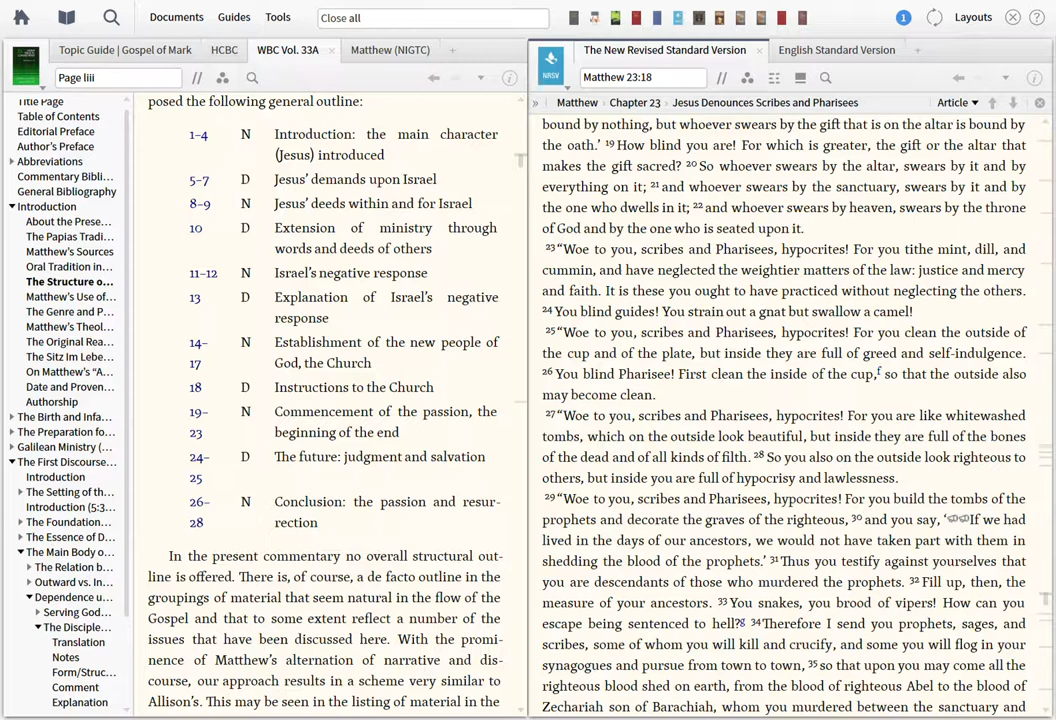 Documents Guides Tools Close all 1 Layouts
Topic Guide | Gospel of Mark HCBC WBC Vol. 33A × Matthew (NIGTC) +
Page liii //
Title Page
Table of Contents
Editorial Preface
Author's Preface
Abbreviations
Commentary Bibli...
General Bibliography
Introduction
About the Prese...
The Papias Tradi...
Matthew's Sources
Oral Tradition in...
The Structure o...
Matthew's Use of...
The Genre and P...
Matthew's Theol...
The Original Rea...
The Sitz Im Lebe...
On Matthew's “A...
Date and Proven...
Authorship
The Birth and Infa...
The Preparation fo...
Galilean Ministry (...
The First Discourse...
Introduction
The Setting of th...
Introduction (5:3...
The Foundation...
The Essence of D...
The Main Body o...
The Relation b...
Outward vs. In...
Dependence u...
Serving God...
The Disciple...
Translation
Notes
Form/Struc...
Comment
Explanation
posed the following general outline:
1–4 N Introduction: the main character
(Jesus) introduced
5–7 D Jesus' demands upon Israel
8–9 N Jesus' deeds within and for Israel
10 D Extension of ministry through
words and deeds of others
11–12 N Israel's negative response
13 D Explanation of Israel's negative
response
14– N Establishment of the new people of
17 God, the Church
18 D Instructions to the Church
19– N Commencement of the passion, the
23 beginning of the end
24– D The future: judgment and salvation
25
26– N Conclusion: the passion and resur-
28 rection
In the present commentary no overall structural out-
line is offered. There is, of course, a de facto outline in the
groupings of material that seem natural in the flow of the
Gospel and that to some extent reflect a number of the
issues that have been discussed here. With the promi-
nence of Matthew's alternation of narrative and dis-
course, our approach results in a scheme very similar to
Allison's. This may be seen in the listing of material in the
NRSV
The New Revised Standard Version × English Standard Version +
Matthew 23:18 //
» Matthew › Chapter 23 › Jesus Denounces Scribes and Pharisees Article
bound by nothing, but whoever swears by the gift that is on the altar is bound by
the oath.' 19 How blind you are! For which is greater, the gift or the altar that
makes the gift sacred? 20 So whoever swears by the altar, swears by it and by
everything on it; 21 and whoever swears by the sanctuary, swears by it and by
the one who dwells in it; 22 and whoever swears by heaven, swears by the throne
of God and by the one who is seated upon it.
23 “Woe to you, scribes and Pharisees, hypocrites! For you tithe mint, dill, and
cummin, and have neglected the weightier matters of the law: justice and mercy
and faith. It is these you ought to have practiced without neglecting the others.
24 You blind guides! You strain out a gnat but swallow a camel!
25 “Woe to you, scribes and Pharisees, hypocrites! For you clean the outside of
the cup and of the plate, but inside they are full of greed and self-indulgence.
26 You blind Pharisee! First clean the inside of the cup,f so that the outside also
may become clean.
27 “Woe to you, scribes and Pharisees, hypocrites! For you are like whitewashed
tombs, which on the outside look beautiful, but inside they are full of the bones
of the dead and of all kinds of filth. 28 So you also on the outside look righteous to
others, but inside you are full of hypocrisy and lawlessness.
29 “Woe to you, scribes and Pharisees, hypocrites! For you build the tombs of the
prophets and decorate the graves of the righteous, 30 and you say, ‘If we had
lived in the days of our ancestors, we would not have taken part with them in
shedding the blood of the prophets.’ 31 Thus you testify against yourselves that
you are descendants of those who murdered the prophets. 32 Fill up, then, the
measure of your ancestors. 33 You snakes, you brood of vipers! How can you
escape being sentenced to hell?g 34 Therefore I send you prophets, sages, and
scribes, some of whom you will kill and crucify, and some you will flog in your
synagogues and pursue from town to town, 35 so that upon you may come all the
righteous blood shed on earth, from the blood of righteous Abel to the blood of
Zechariah son of Barachiah, whom you murdered between the sanctuary and